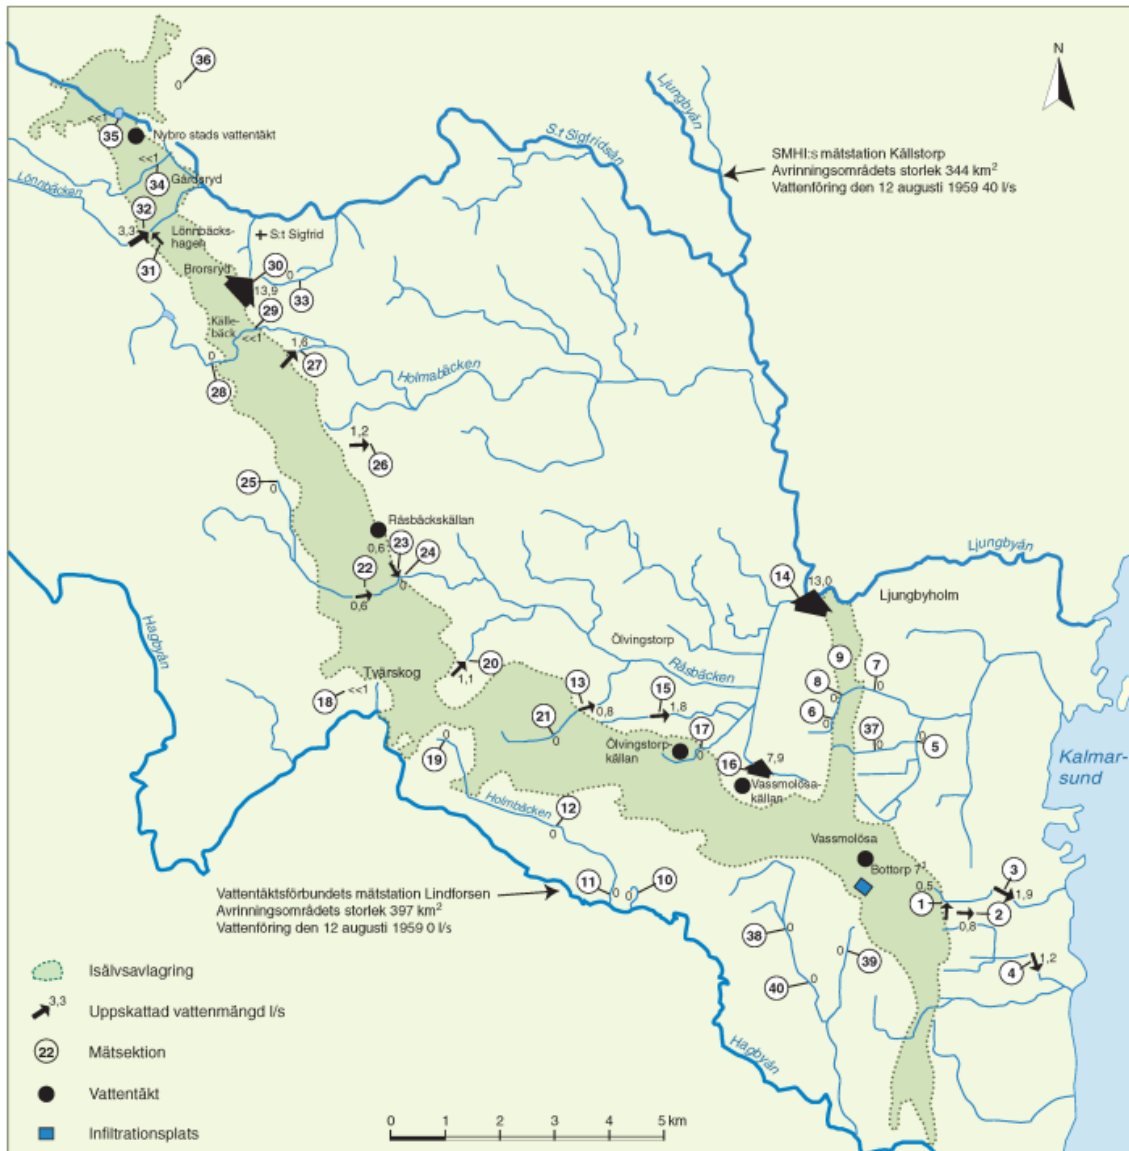 36
0
N
Ljungbyån
S:t Sigfridsån
<<1
35
Nybro stads vattentäkt
SMHI:s mätstation Källstorp
Avrinningsområdets storlek 344 km²
Vattenföring den 12 augusti 1959 40 l/s
<<1
34
Gårdsryd
Lönnbäcken
32
3,3
Lönnbäcks-
hagen
S:t Sigfrid
31
Brorsryd
30
0
13,9
33
29
Källe-
bäck
<<1
1,6
27
0
28
Holmabäcken
1,2
26
25
0
Råsbäckskällan
0,6
23
24
22
0
0,6
Ljungbyån
14
13,0
Ljungbyholm
Hagbyån
Ölvingstorp
Råsbäcken
Tvärskog
20
1,1
18
<<1
13
0,8
15
1,8
9
7
8
0
0
6
0
37
0
0
5
21
0
17
0
Ölvingstorp-
källan
16
7,9
Vassmolösa-
källan
Kalmar-
sund
0
19
Holmbäcken
12
0
Vassmolösa
Bottorp 7¹
3
0,5
1,9
1
2
0,8
Vattentäktsförbundets mätstation Lindforsen
Avrinningsområdets storlek 397 km²
Vattenföring den 12 augusti 1959 0 l/s
11
0
0
10
38
0
0
39
40
0
4
1,2
Hagbyån
Isälvsavlagring
3,3
Uppskattad vattenmängd l/s
22
Mätsektion
Vattentäkt
Infiltrationsplats
0
1
2
3
4
5 km